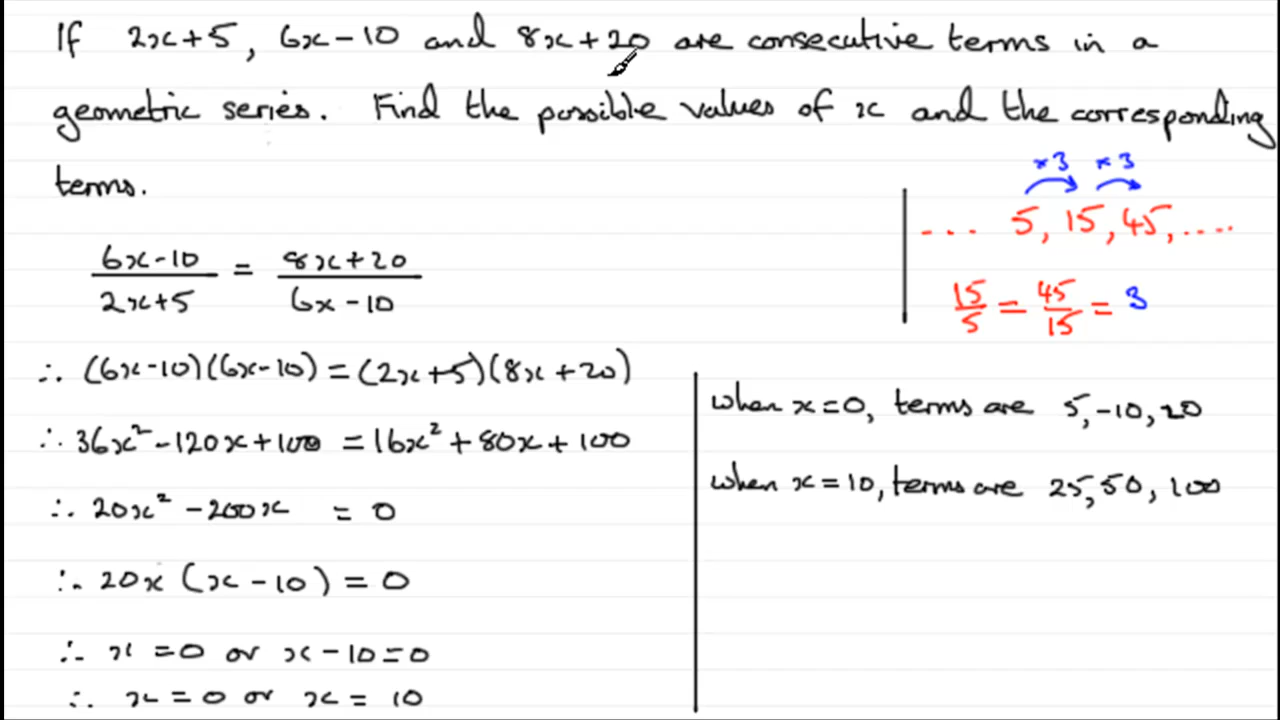 If 2x+5, 6x-10 and 8x+20 are consecutive terms in a
geometric series. Find the possible values of x and the corresponding
terms.
×3 ×3
.... 5, 15, 45, ....
15/5 = 45/15 = 3
(6x-10)/(2x+5) = (8x+20)/(6x-10)
∴ (6x-10)(6x-10) = (2x+5)(8x+20)
∴ 36x²-120x+100 = 16x²+80x+100
∴ 20x²-200x = 0
∴ 20x(x-10) = 0
∴ x=0 or x-10=0
∴ x=0 or x=10
when x=0, terms are 5, -10, 20
when x=10, terms are 25, 50, 100